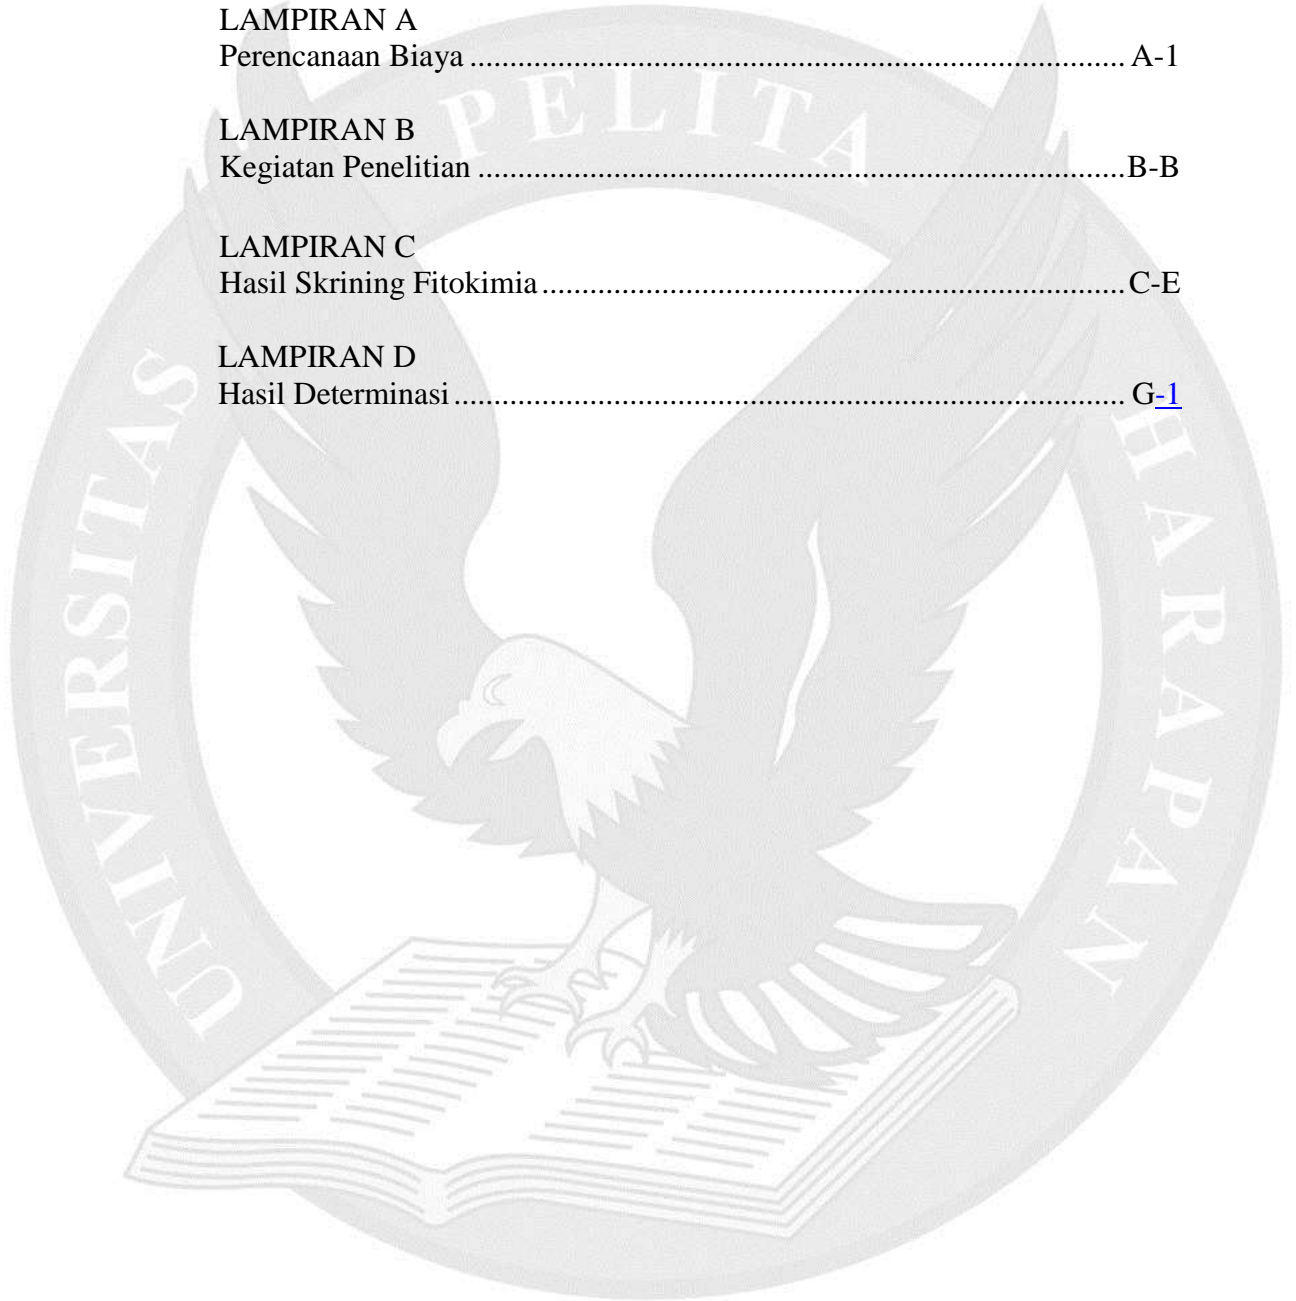 LAMPIRAN A
Perencanaan Biaya ................................................................................... A-1
LAMPIRAN B
Kegiatan Penelitian ..................................................................................B-B
LAMPIRAN C
Hasil Skrining Fitokimia..........................................................................C-E
LAMPIRAN D
Hasil Determinasi..................................................................................... G-1
UNIVERSITAS PELITA HARAPAN